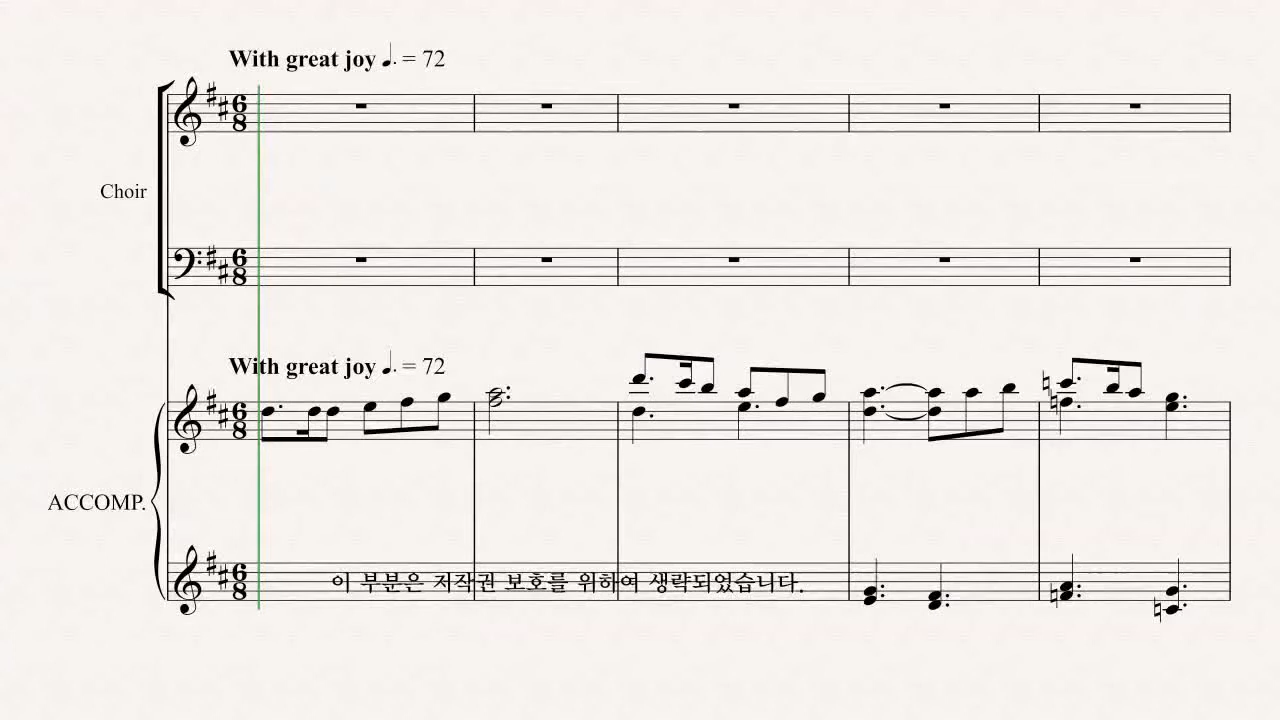 With great joy ♩. = 72
Choir
With great joy ♩. = 72
ACCOMP.
이 부분은 저작권 보호를 위하여 생략되었습니다.